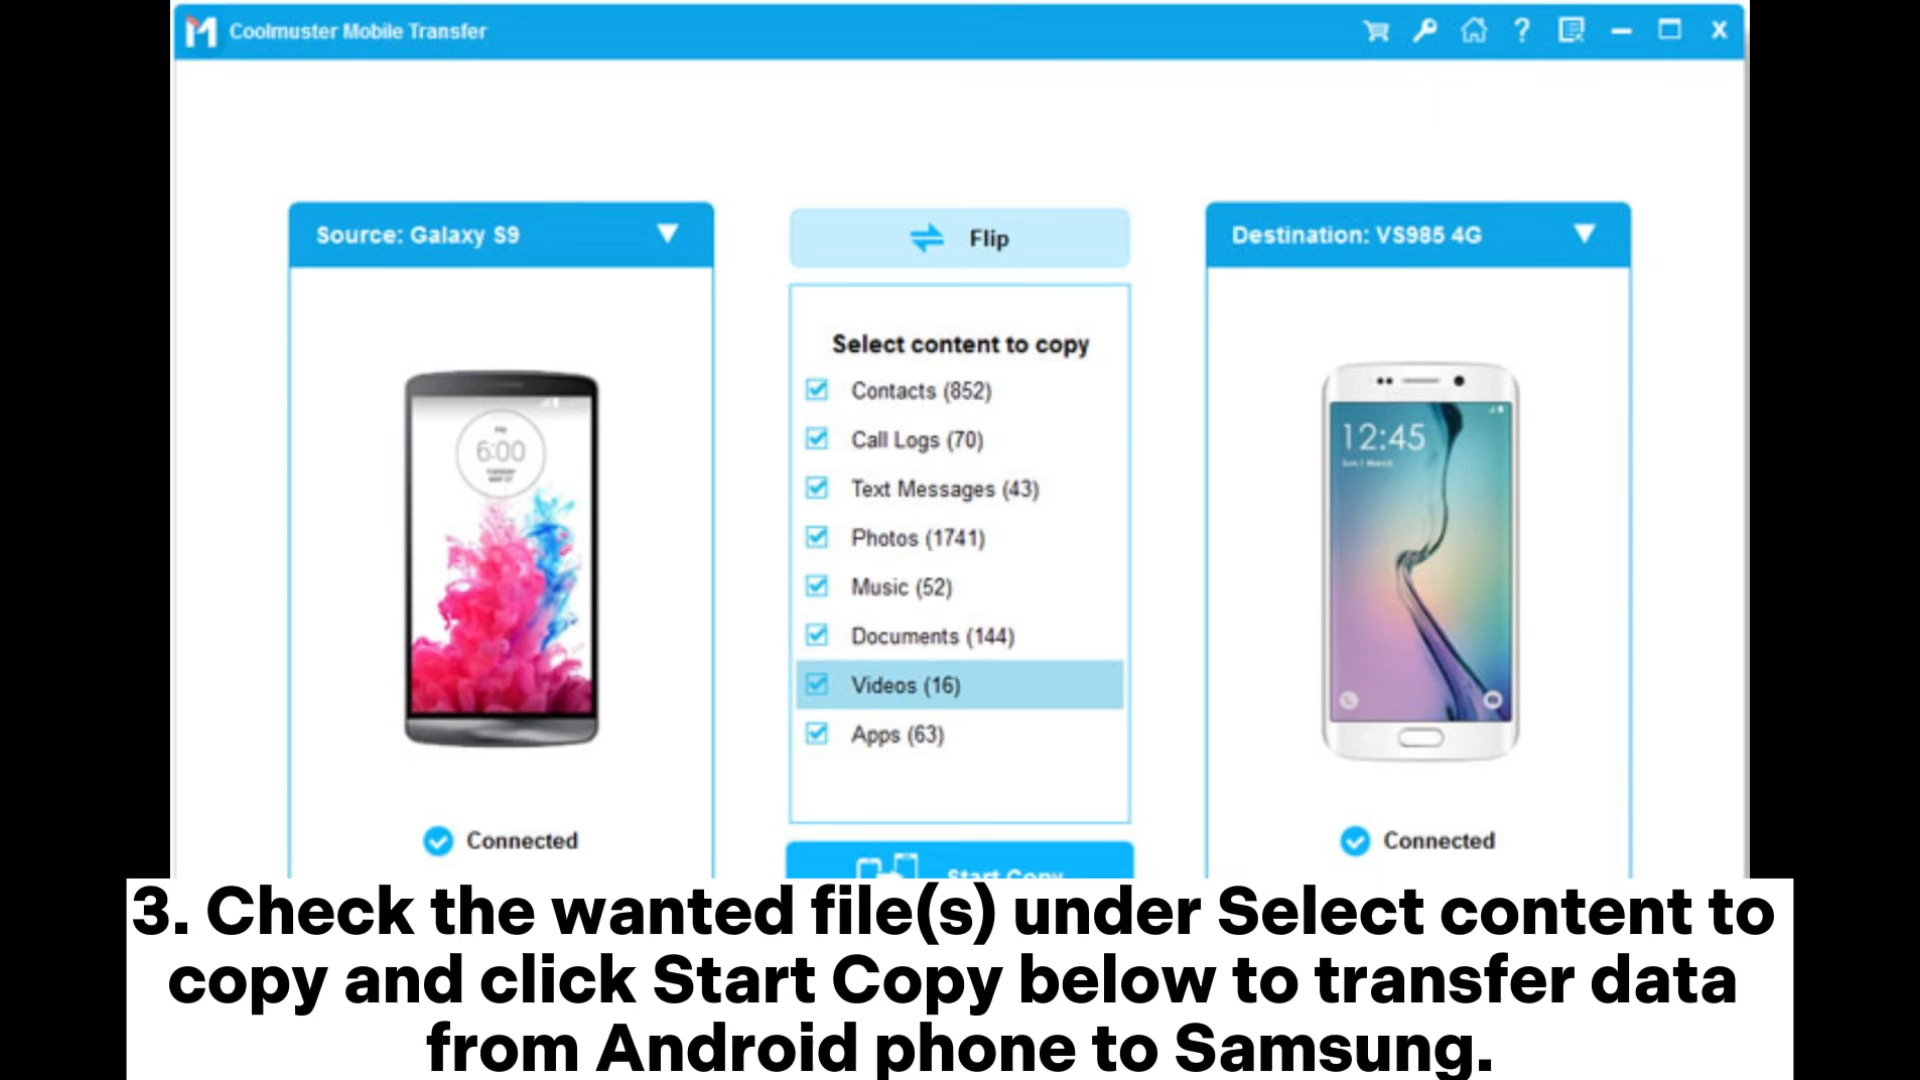 Coolmuster Mobile Transfer
?
X
Source: Galaxy S9
Flip
Destination: VS985 4G
Select content to copy
Contacts (852)
Call Logs (70)
Text Messages (43)
Photos (1741)
Music (52)
Documents (144)
Videos (16)
Apps (63)
6:00
12:45
Connected
Connected
Start Copy
3. Check the wanted file(s) under Select content to
copy and click Start Copy below to transfer data
from Android phone to Samsung.